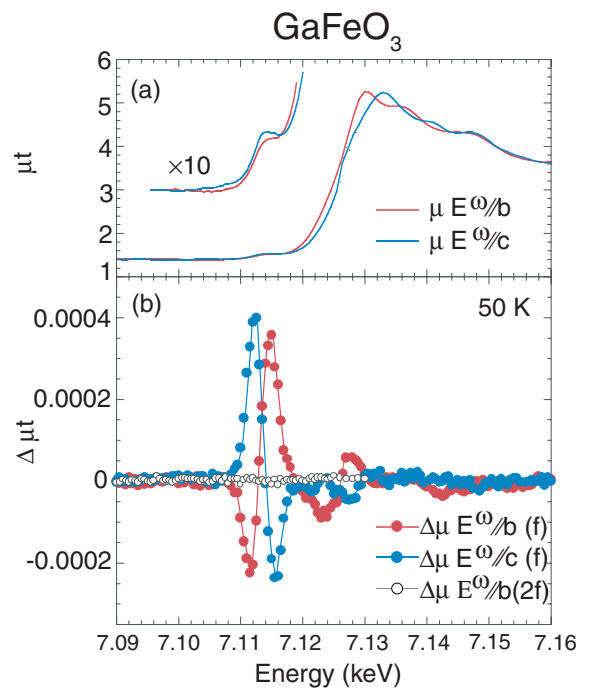 GaFeO₃
(a)
6
5
4
3
2
1
μt
×10
μ E^ω//b
μ E^ω//c
(b)
50 K
0.0004
0.0002
0
-0.0002
Δ μt
Δμ E^ω//b (f)
Δμ E^ω//c (f)
Δμ E^ω//b(2f)
7.09 7.10 7.11 7.12 7.13 7.14 7.15 7.16
Energy (keV)